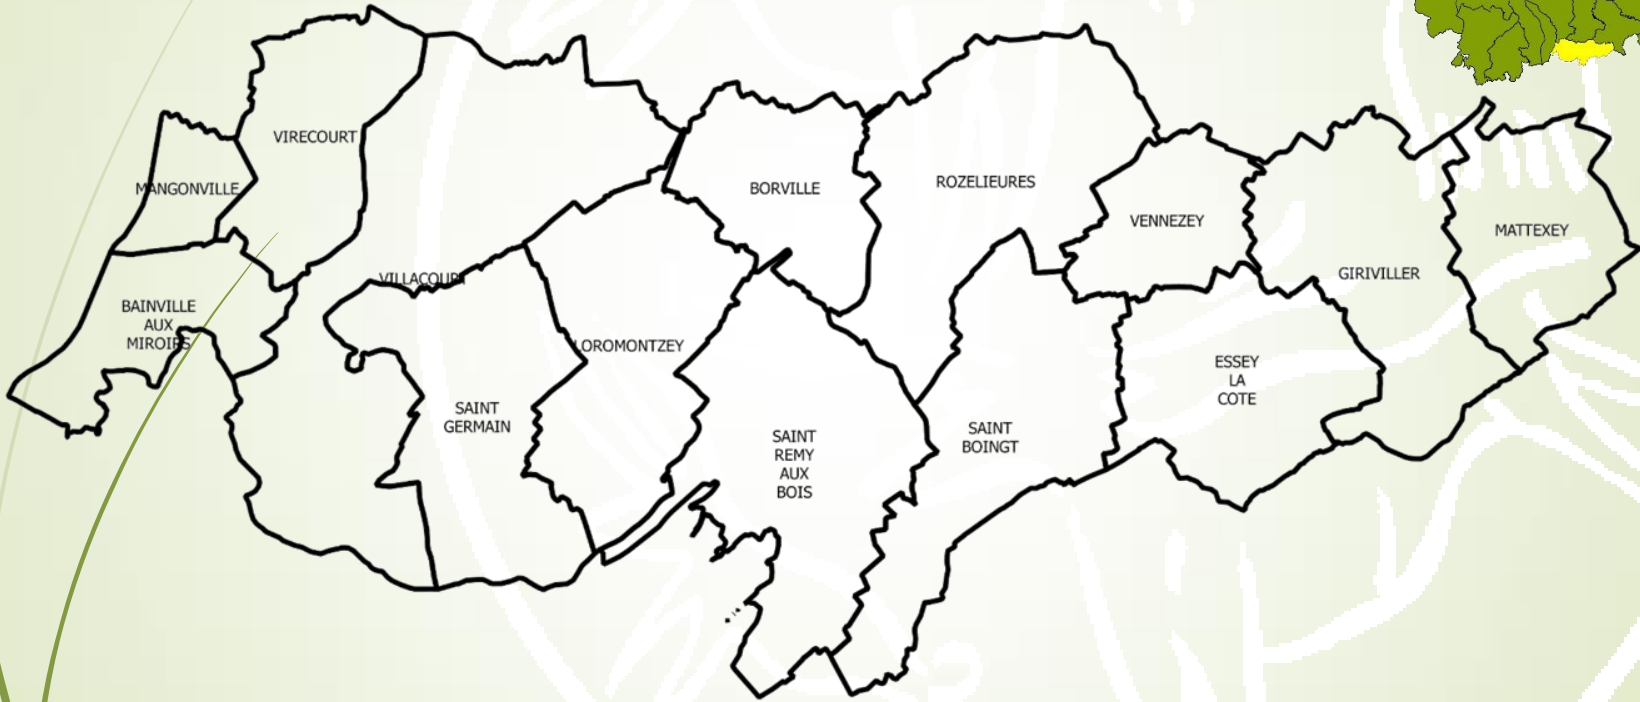 VIRECOURT
MANGONVILLE
BORVILLE
ROZELIEURES
VENNEZEY
MATTEXEY
GIRIVILLER
VILLACOURT
BAINVILLE
AUX
MIROIRS
LOROMONTZEY
ESSEY
LA
COTE
SAINT
GERMAIN
SAINT
BOINGT
SAINT
REMY
AUX
BOIS